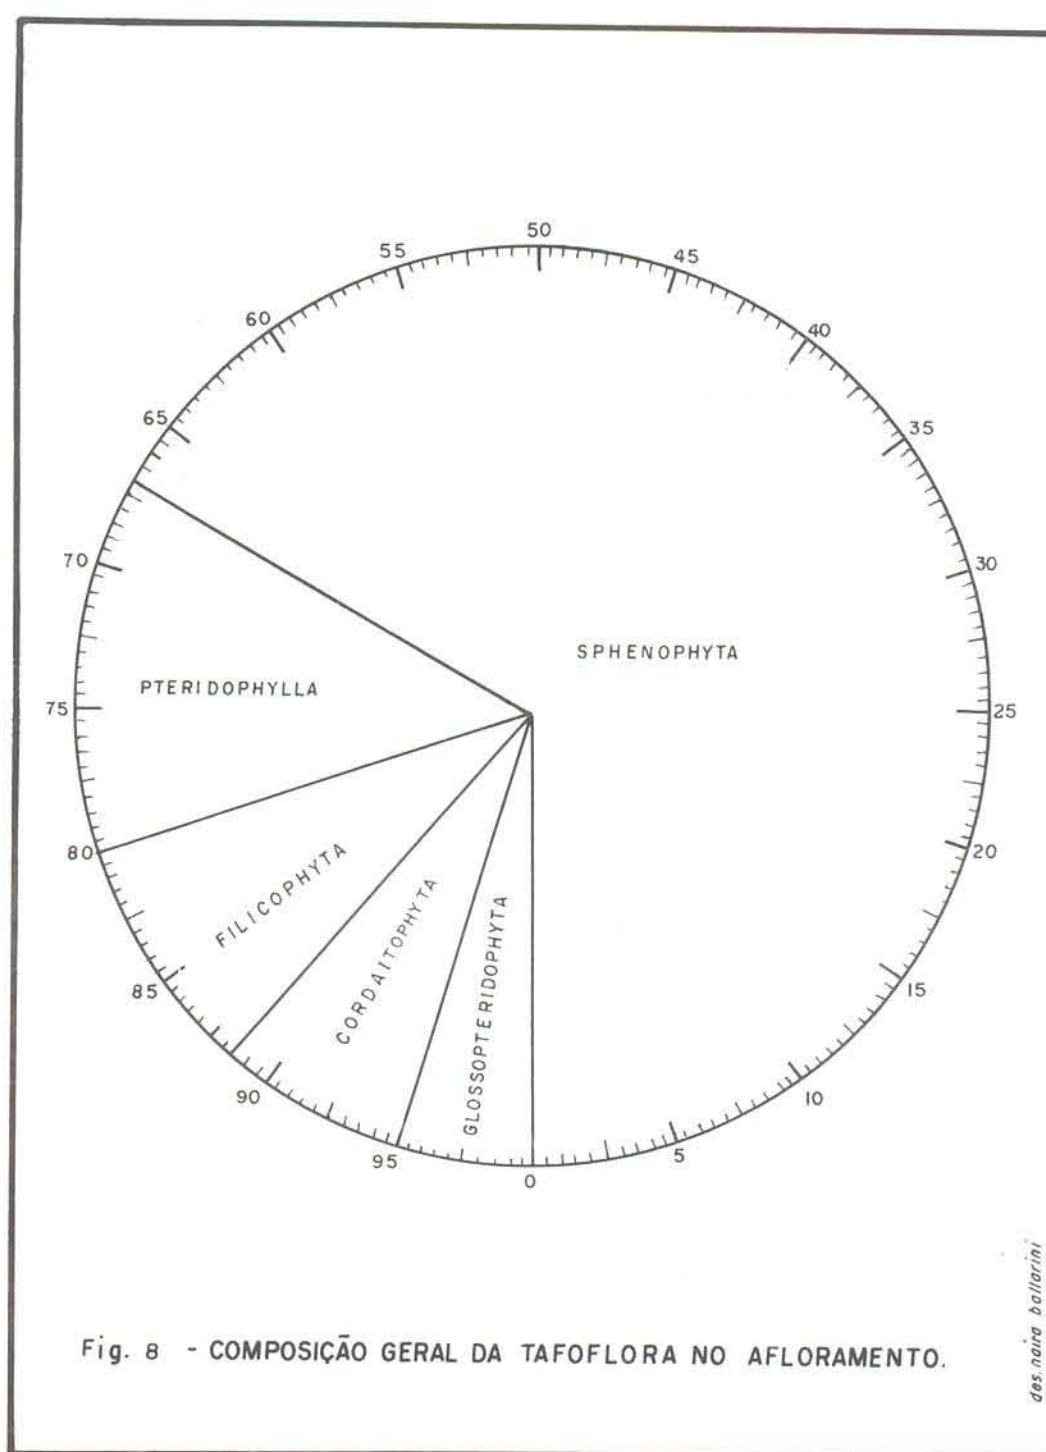 50
55
45
60
40
65
35
70
30
SPHENOPHYTA
PTERIDOPHYLLA
75
25
80
20
FILICOPHYTA
CORDAITOPHYTA
GLOSSOPTERIDOPHYTA
85
15
90
10
95
5
0
Fig. 8 - COMPOSIÇÃO GERAL DA TAFOFLORA NO AFLORAMENTO.
des. naira ballarini